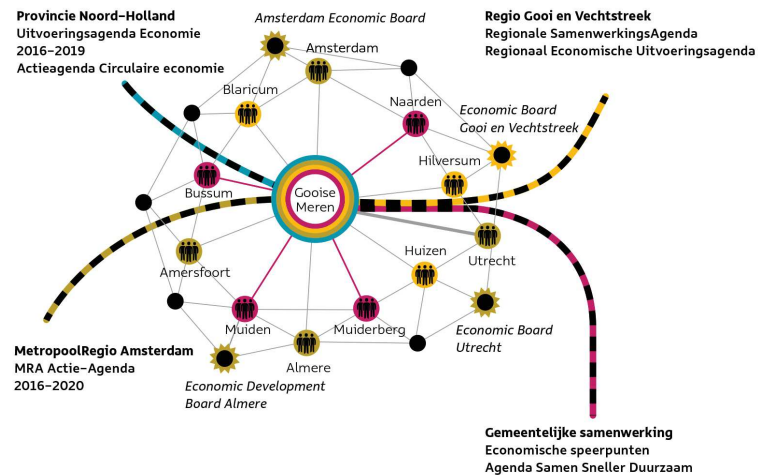 Provincie Noord-Holland
Uitvoeringsagenda Economie
2016-2019
Actieagenda Circulaire economie
Amsterdam Economic Board
Regio Gooi en Vechtstreek
Regionale SamenwerkingsAgenda
Regionaal Economische Uitvoeringsagenda
Amsterdam
Blaricum
Naarden
Economic Board
Gooi en Vechtstreek
Hilversum
Bussum
Gooise
Meren
Amersfoort
Huizen
Utrecht
Muiden
Muiderberg
Economic Board
Utrecht
Almere
MetropoolRegio Amsterdam
MRA Actie-Agenda
2016-2020
Economic Development
Board Almere
Gemeentelijke samenwerking
Economische speerpunten
Agenda Samen Sneller Duurzaam